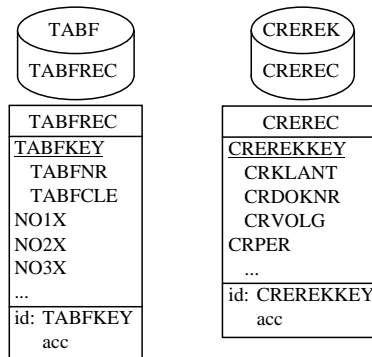 TABF
TABFREC
TABFREC
TABFKEY
TABFNR
TABFCLE
NO1X
NO2X
NO3X
...
id: TABFKEY
acc
CREREK
CREREC
CREREC
CREREKKEY
CRKLANT
CRDOKNR
CRVOLG
CRPER
...
id: CREREKKEY
acc